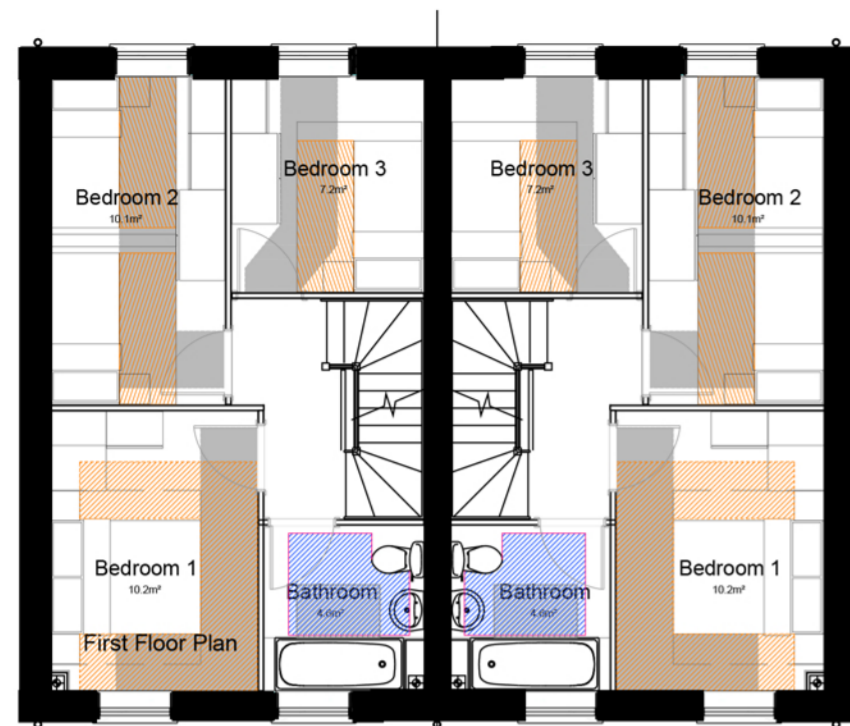 Bedroom 3
7.2m²
Bedroom 3
7.2m²
Bedroom 2
10.1m²
Bedroom 2
10.1m²
Bedroom 1
10.2m²
Bathroom
Bathroom
Bedroom 1
10.2m²
First Floor Plan